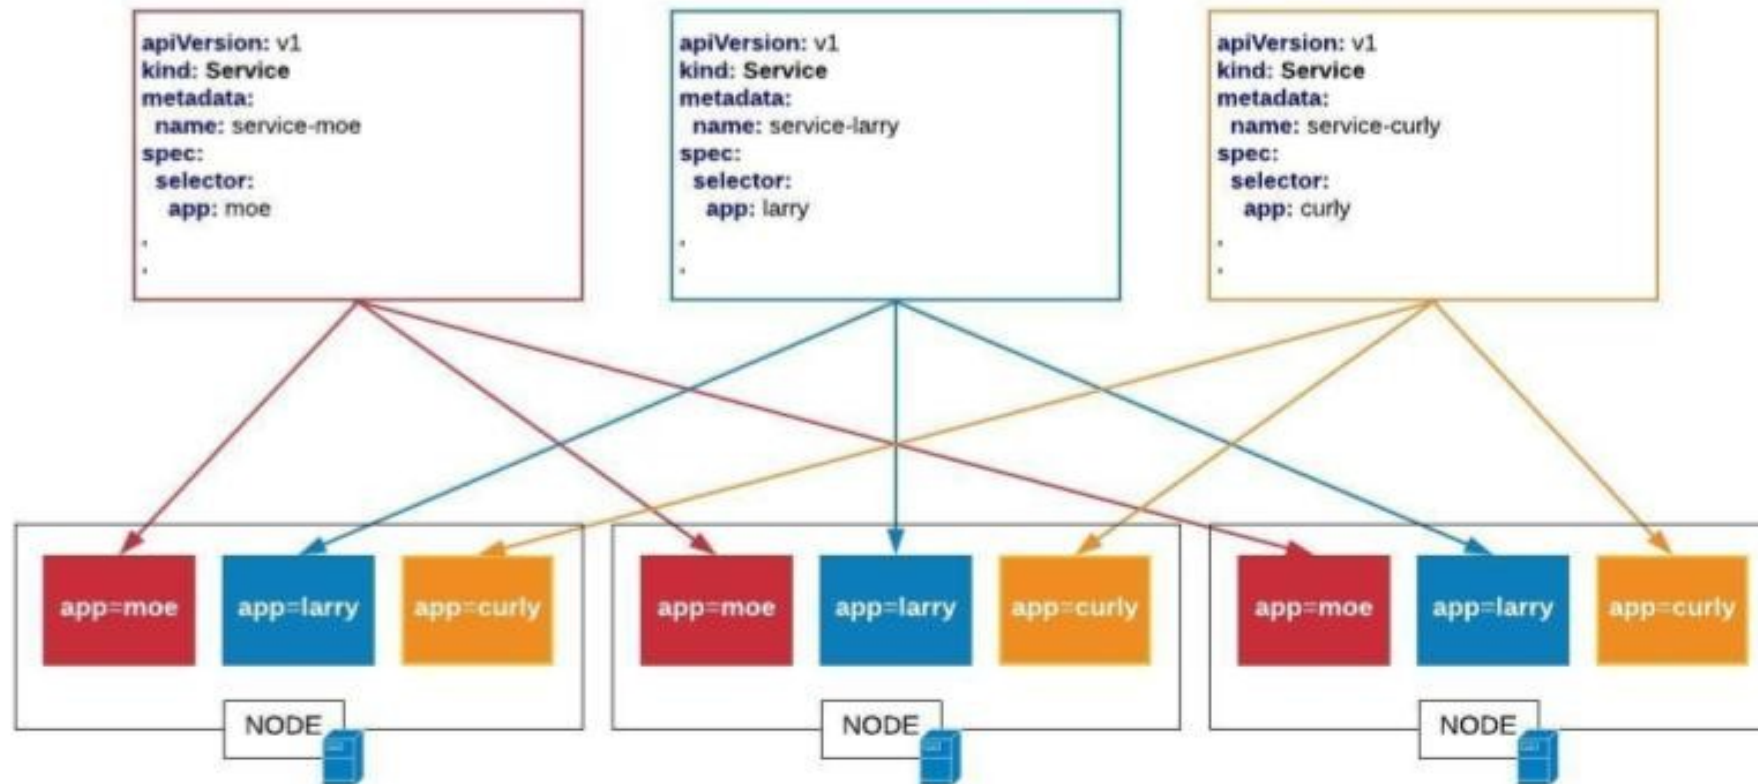 apiVersion: v1
kind: Service
metadata:
  name: service-moe
spec:
  selector:
    app: moe
.
.
apiVersion: v1
kind: Service
metadata:
  name: service-larry
spec:
  selector:
    app: larry
.
.
apiVersion: v1
kind: Service
metadata:
  name: service-curly
spec:
  selector:
    app: curly
.
.
app=moe
app=larry
app=curly
NODE
app=moe
app=larry
app=curly
NODE
app=moe
app=larry
app=curly
NODE